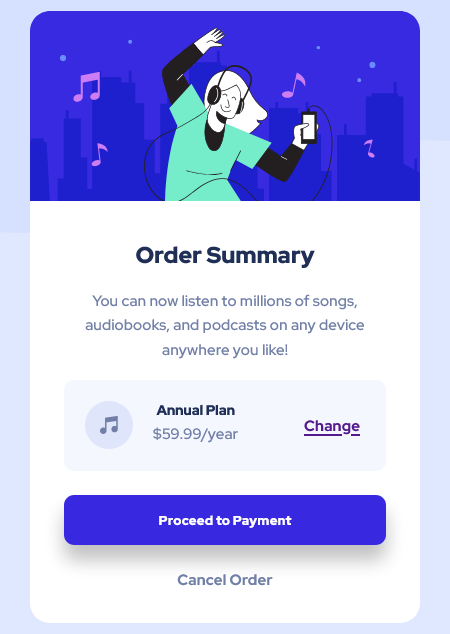 Order Summary
You can now listen to millions of songs,
audiobooks, and podcasts on any device
anywhere you like!
Annual Plan
$59.99/year
Change
Proceed to Payment
Cancel Order